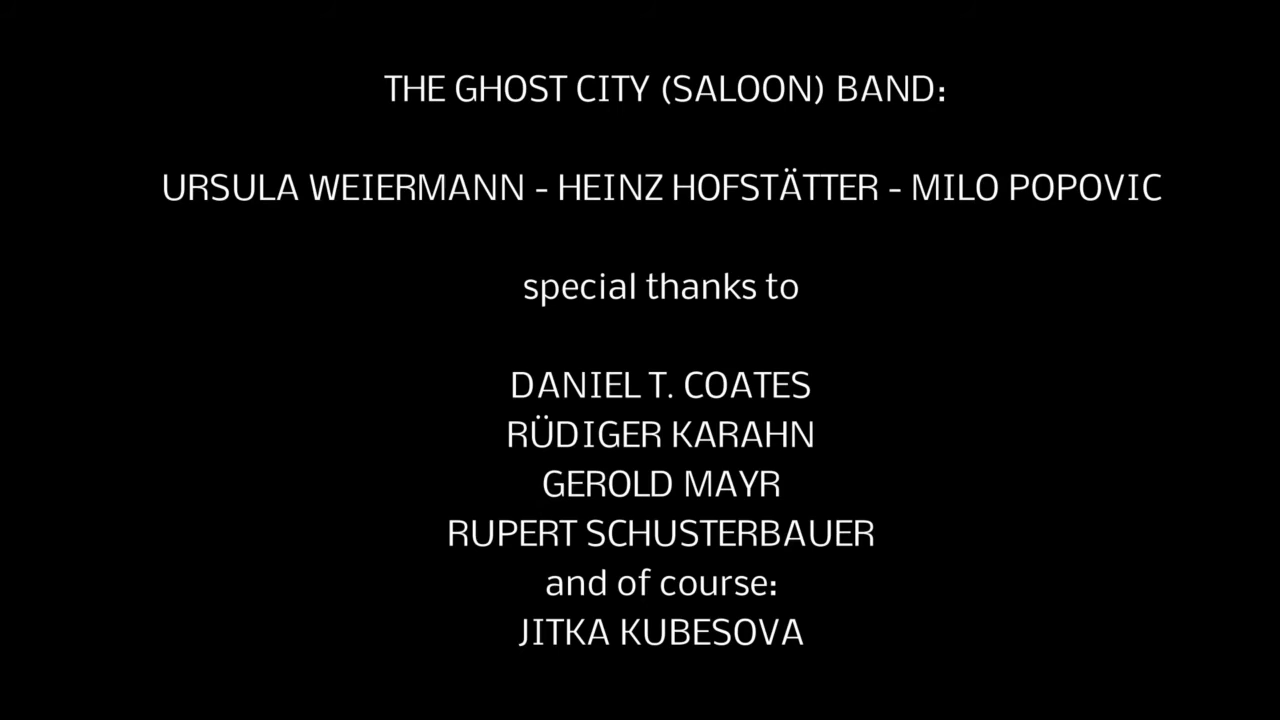 THE GHOST CITY (SALOON) BAND:
URSULA WEIERMANN - HEINZ HOFSTÄTTER - MILO POPOVIC
special thanks to
DANIEL T. COATES
RÜDIGER KARAHN
GEROLD MAYR
RUPERT SCHUSTERBAUER
and of course:
JITKA KUBESOVA